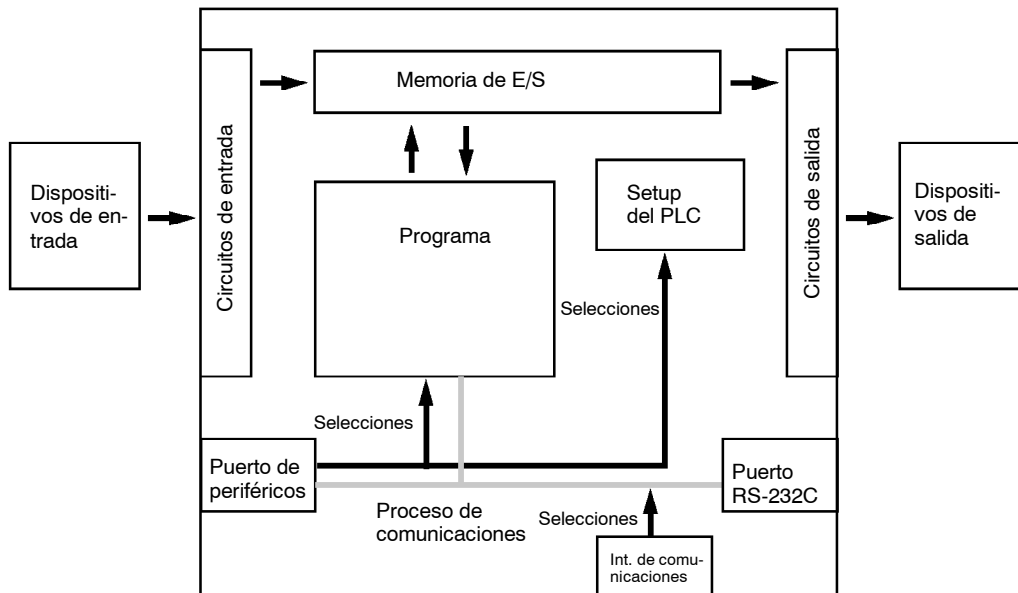 Memoria de E/S
Circuitos de entrada
Circuitos de salida
Dispositi-
vos de en-
trada
Programa
Setup
del PLC
Dispositi-
vos de
salida
Selecciones
Selecciones
Puerto de
periféricos
Proceso de
comunicaciones
Selecciones
Puerto
RS-232C
Int. de comu-
nicaciones